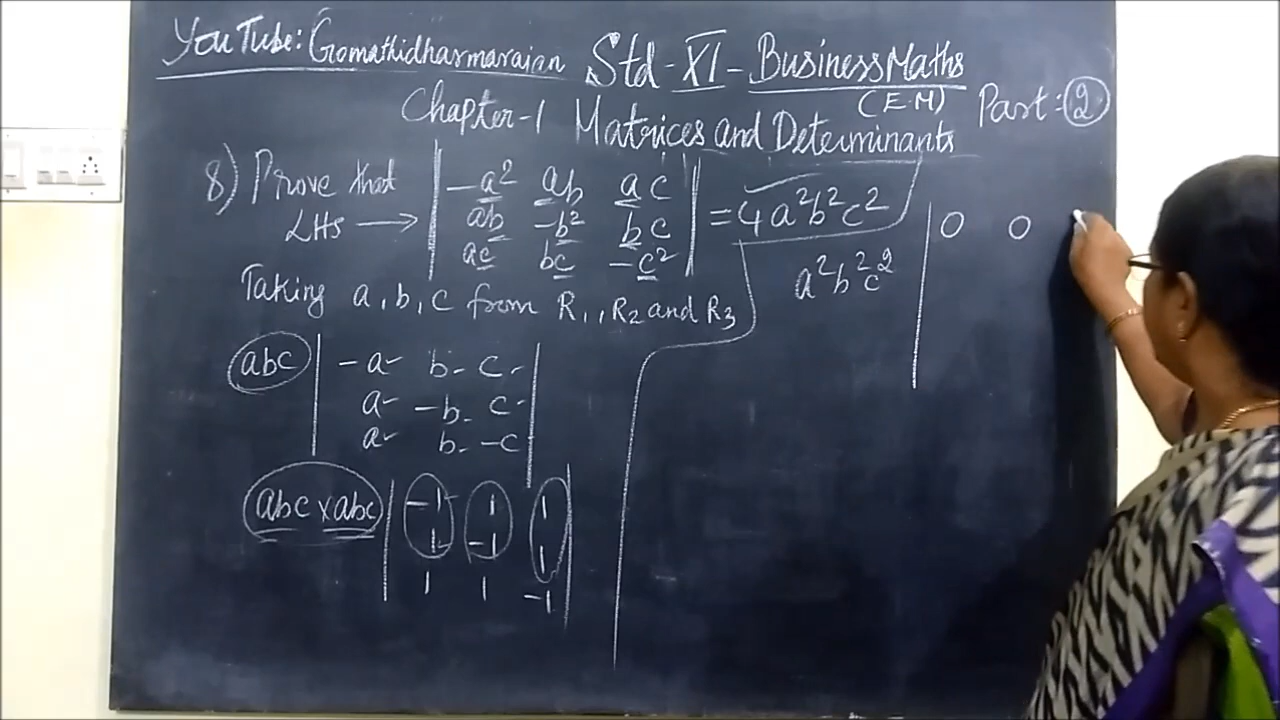 YouTube: Gomathidharmarajan Std-XI-Business Maths
(E.M) Part: 2
Chapter-1 Matrices and Determinants
8) Prove that | -a² ab ac |
LHS → | ab -b² bc | = 4a²b²c²
| ac bc -c² |
Taking a, b, c from R₁, R₂ and R₃
abc | -a b c |
| a -b c |
| a b -c |
abc × abc | -1 1 1 |
| 1 -1 1 |
| 1 1 -1 |
a²b²c² | 0 0